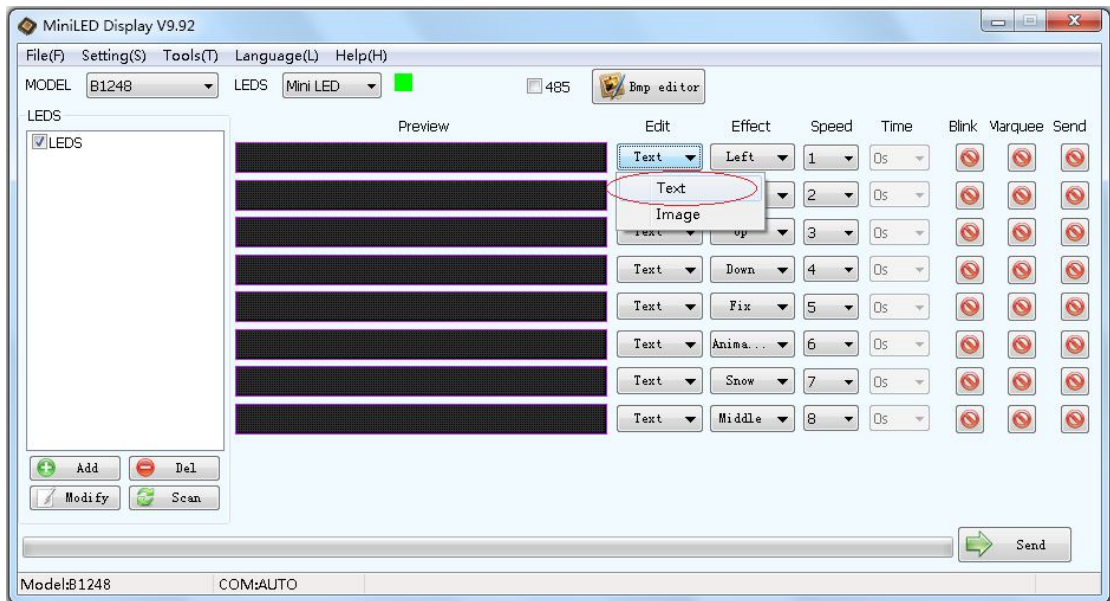 MiniLED Display V9.92
File(F) Setting(S) Tools(T) Language(L) Help(H)
MODEL B1248 LEDS Mini LED 485 Bmp editor
LEDS
Preview Edit Effect Speed Time Blink Marquee Send
LEDS
Text Left 1 0s
Text 2 0s
Image
Text Up 3 0s
Text Down 4 0s
Text Fix 5 0s
Text Anima... 6 0s
Text Snow 7 0s
Text Middle 8 0s
Add Del
Modify Scan
Send
Model:B1248 COM:AUTO